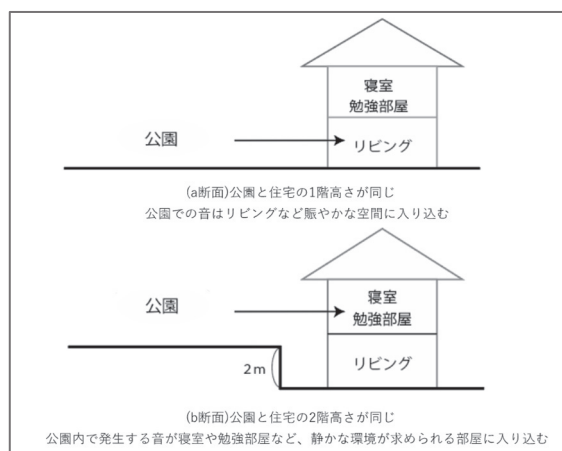 寝室
勉強部屋
公園
リビング
(a断面)公園と住宅の1階高さが同じ
公園での音はリビングなど賑やかな空間に入り込む
公園
寝室
勉強部屋
2m
リビング
(b断面)公園と住宅の2階高さが同じ
公園内で発生する音が寝室や勉強部屋など、静かな環境が求められる部屋に入り込む